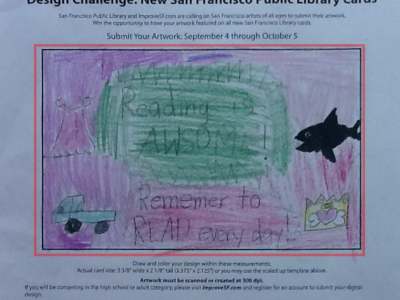 Design Challenge: New San Francisco Public Library Cards
San Francisco Public Library and ImproveSF.com are calling on San Francisco artists of all ages to submit their artwork.
Win the opportunity to have your artwork featured on all new San Francisco Library cards.
Submit Your Artwork: September 4 through October 5
Reading is
AWSOME!
Rememer to
READ every day!
Draw and color your design within these measurements.
Actual card size: 3 3/8" wide x 2 1/8" tall (3.375" x 2.125") or you may use the scaled up template above.
Artwork must be scanned or created at 300 dpi.
If you will be competing in the high school or adult category, please visit ImproveSF.com and register for an account to submit your digital
design.